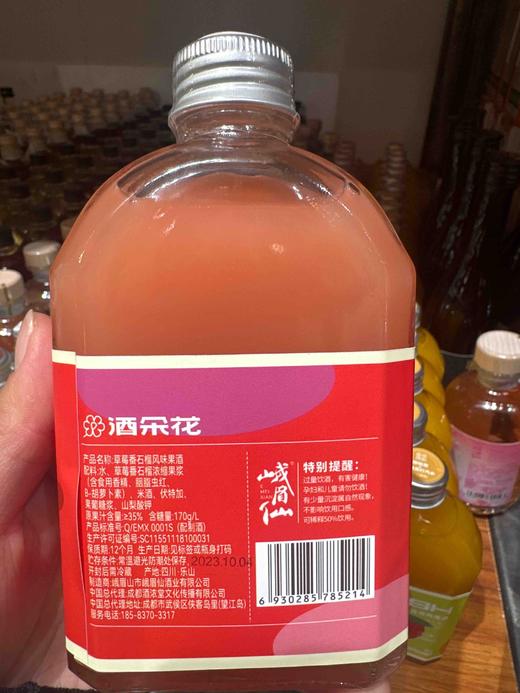 酒朵花
产品名称:草莓番石榴风味果酒
配料:水、草莓番石榴浓缩果浆
(含食用香精、胭脂虫红、
B-胡萝卜素)、米酒、伏特加、
果葡糖浆、山梨酸钾
原果汁含量:≥35% 含糖量:170g/L
产品标准号:Q/EMX 0001S (配制酒)
生产许可证编号:SC11551118100031
保质期:12个月 生产日期:见标签或瓶身打码
贮存条件:常温避光防潮处保存,
开封后需冷藏 产地:四川·乐山
制造商:峨眉山市峨眉仙酒业有限公司
中国总代理:成都酒浓堂文化传播有限公司
中国总代理地址:成都市武侯区侠客岛里(望江岛)
服务电话:185-8370-3317
2023.10.04
峨眉仙
EMEI
XIAN
特别提醒:
过量饮酒,有害健康!
孕妇和儿童请勿饮酒!
有少量沉淀属自然现象,
不影响饮用口感。
可稀释50%饮用。
6 930285 785214